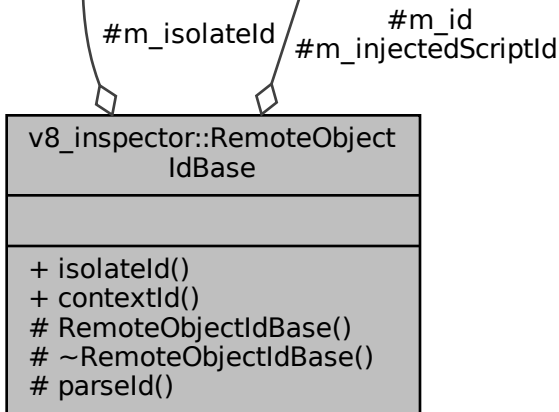 #m_isolateId
#m_id
#m_injectedScriptId
v8_inspector::RemoteObject
IdBase
+ isolateId()
+ contextId()
# RemoteObjectIdBase()
# ~RemoteObjectIdBase()
# parseId()